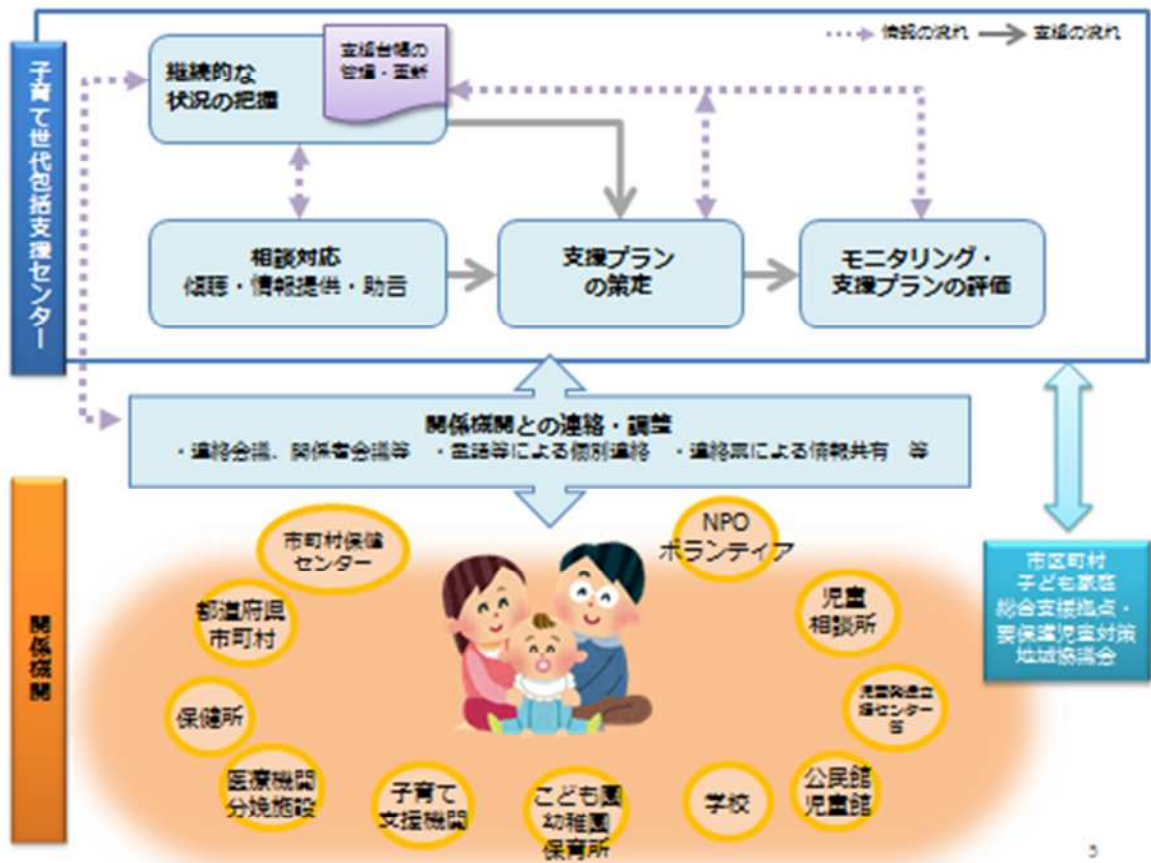 子育て世代包括支援センター
情報の流れ
支援の流れ
継続的な
状況の把握
支援台帳の
管理・更新
相談対応
傾聴・情報提供・助言
支援プラン
の策定
モニタリング・
支援プランの評価
関係機関との連絡・調整
・連絡会議、関係者会議等 ・電話等による個別連絡 ・連絡票による情報共有 等
関係機関
市町村保健
センター
NPO
ボランティア
都道府県
市町村
児童
相談所
保健所
児童発達支
援センター
等
医療機関
分娩施設
子育て
支援機関
こども園
幼稚園
保育所
学校
公民館
児童館
市区町村
子ども家庭
総合支援拠点・
要保護児童対策
地域協議会